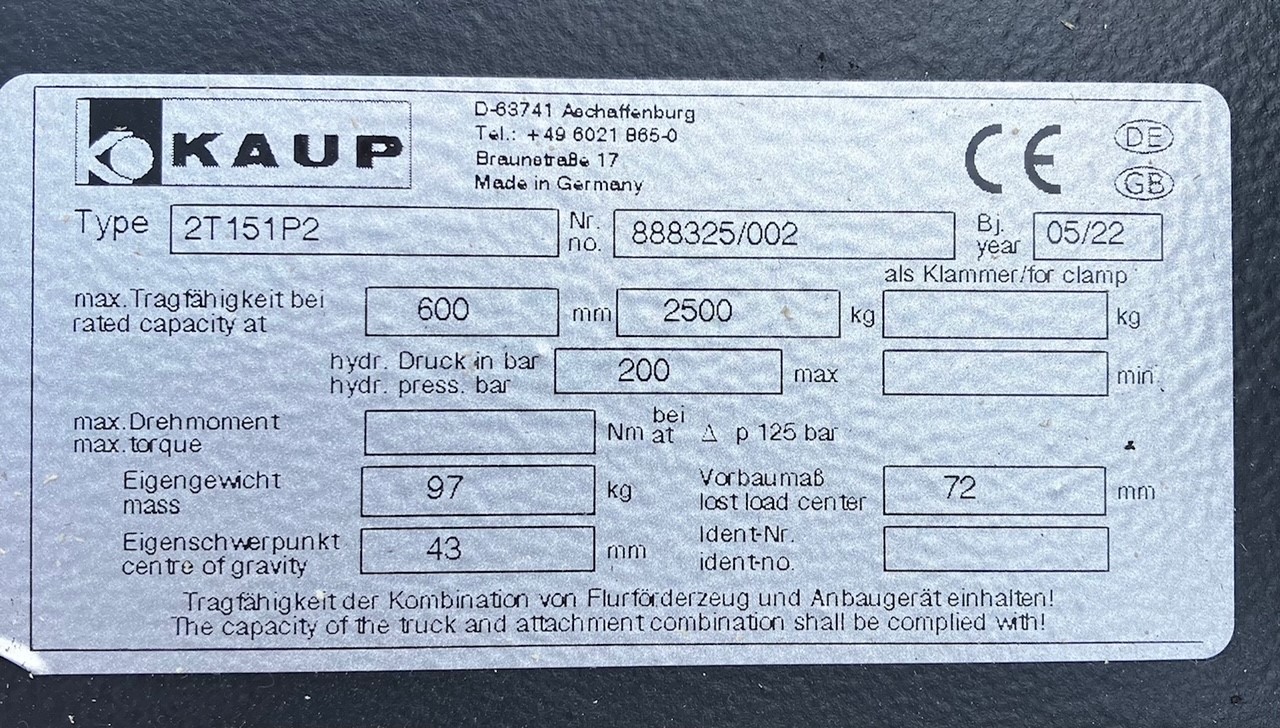 KAUP
D-63741 Aschaffenburg
Tel.: +49 6021 865-0
Braunstraße 17
Made in Germany
CE
DE
GB
Type 2T151P2 Nr. no. 888325/002 Bj. year 05/22
als Klammer/for clamp
max.Tragfähigkeit bei
rated capacity at 600 mm 2500 kg kg
hydr. Druck in bar
hydr. press. bar 200 max min.
max.Drehmoment
max.torque Nm bei at Δ p 125 bar
Eigengewicht
mass 97 kg
Vorbaumaß
lost load center 72 mm
Eigenschwerpunkt
centre of gravity 43 mm
Ident-Nr.
ident-no.
Tragfähigkeit der Kombination von Flurförderzeug und Anbaugerät einhalten!
The capacity of the truck and attachment combination shall be complied with!